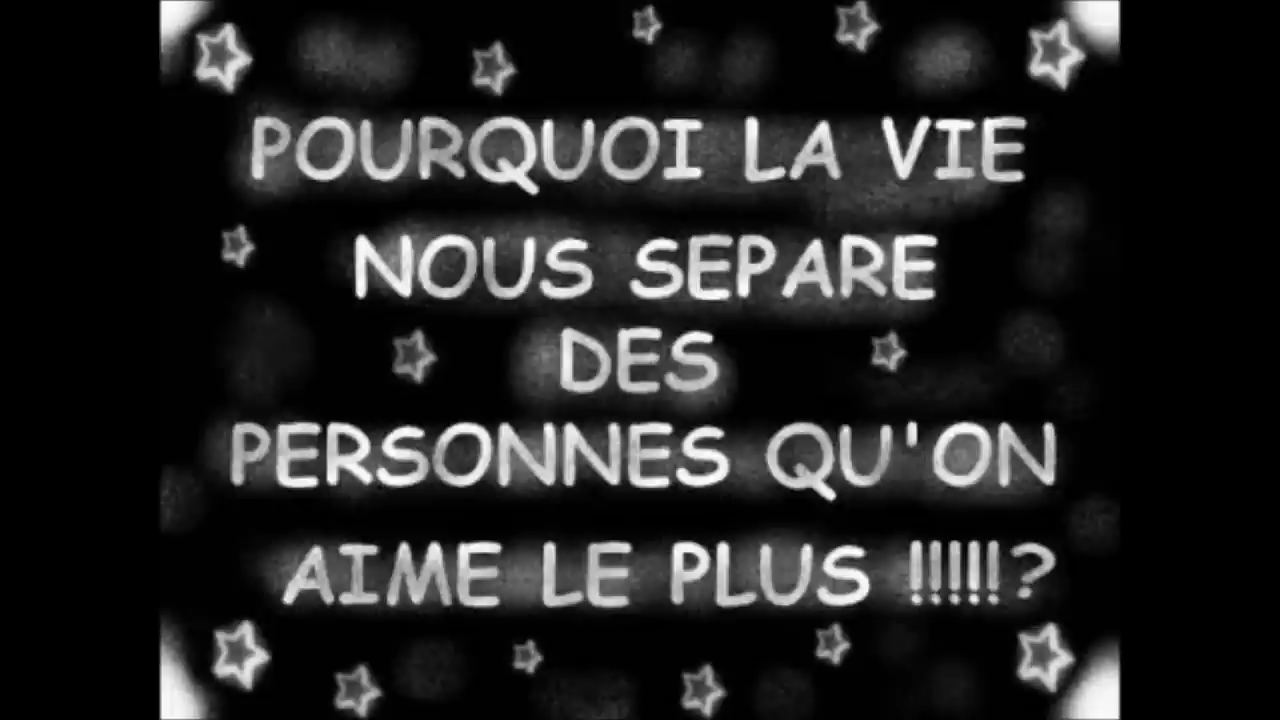 POURQUOI LA VIE
NOUS SEPARE
DES
PERSONNES QU'ON
AIME LE PLUS !!!!!?